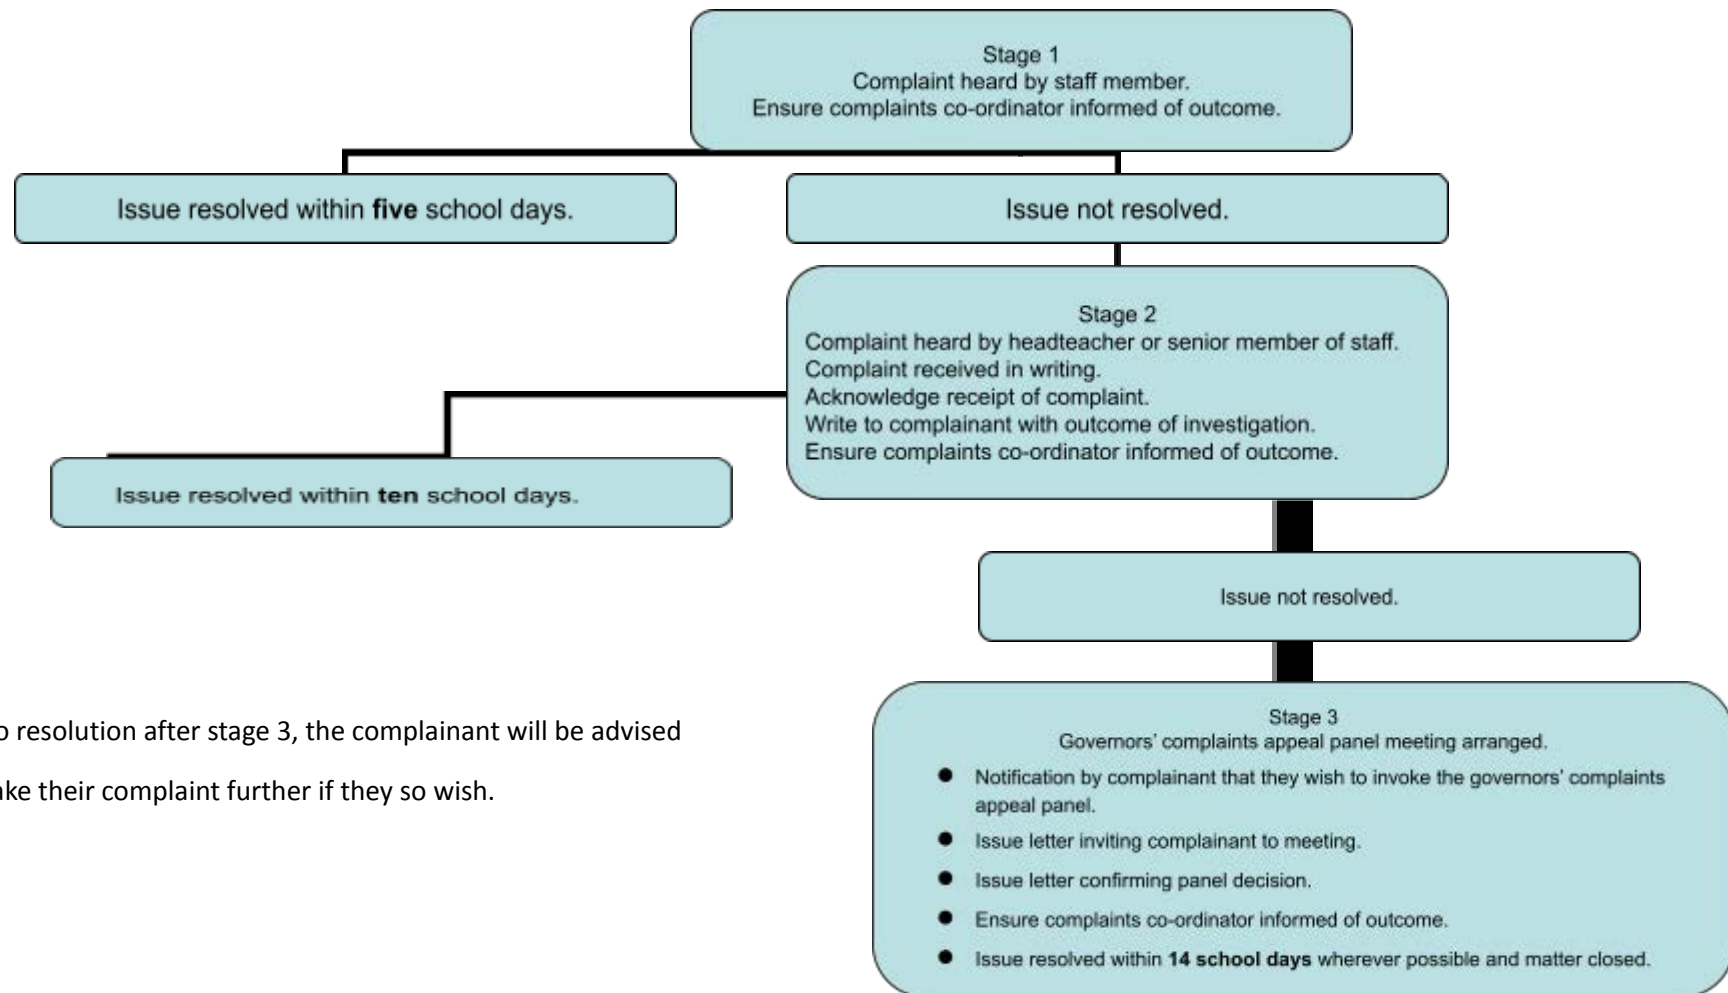 Stage 1
Complaint heard by staff member.
Ensure complaints co-ordinator informed of outcome.
Issue resolved within five school days.
Issue not resolved.
Stage 2
Complaint heard by headteacher or senior member of staff.
Complaint received in writing.
Acknowledge receipt of complaint.
Write to complainant with outcome of investigation.
Ensure complaints co-ordinator informed of outcome.
Issue resolved within ten school days.
Issue not resolved.
resolution after stage 3, the complainant will be advised
their complaint further if they so wish.
Stage 3
Governors’ complaints appeal panel meeting arranged.
● Notification by complainant that they wish to invoke the governors’ complaints
appeal panel.
● Issue letter inviting complainant to meeting.
● Issue letter confirming panel decision.
● Ensure complaints co-ordinator informed of outcome.
● Issue resolved within 14 school days wherever possible and matter closed.